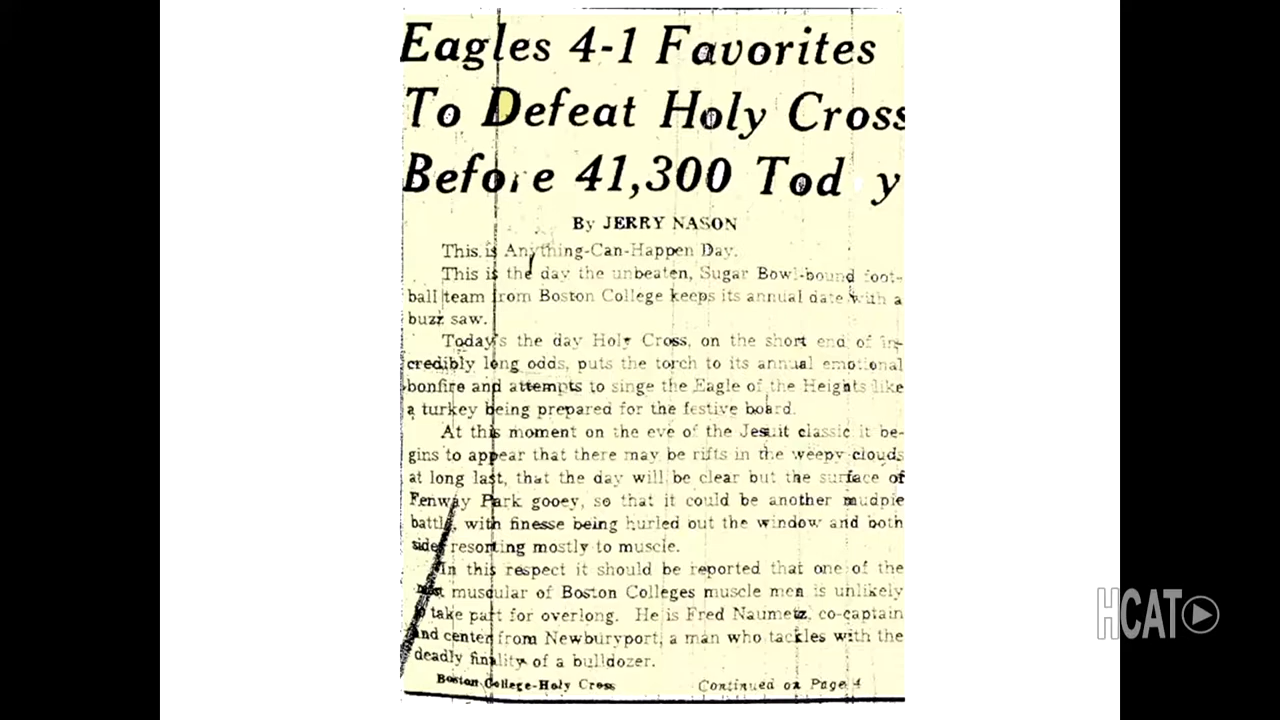 Eagles 4-1 Favorites
To Defeat Holy Cross
Before 41,300 Tod y
By JERRY NASON
This is Anything-Can-Happen Day.
This is the day the unbeaten, Sugar Bowl-bound foot-
ball team from Boston College keeps its annual date with a
buzz saw.
Today's the day Holy Cross, on the short end of in-
credibly long odds, puts the torch to its annual emotional
bonfire and attempts to singe the Eagle of the Heights like
a turkey being prepared for the festive board.
At this moment on the eve of the Jesuit classic it be-
gins to appear that there may be rifts in the weepy clouds
at long last, that the day will be clear but the surface of
Fenway Park gooey, so that it could be another mudpie
battle, with finesse being hurled out the window and both
sides resorting mostly to muscle.
In this respect it should be reported that one of the
most muscular of Boston Colleges muscle men is unlikely
to take part for overlong. He is Fred Naumetz, co-captain
and center from Newburyport, a man who tackles with the
deadly finality of a bulldozer.
Boston College-Holy Cross
Continued on Page 4
HCAT